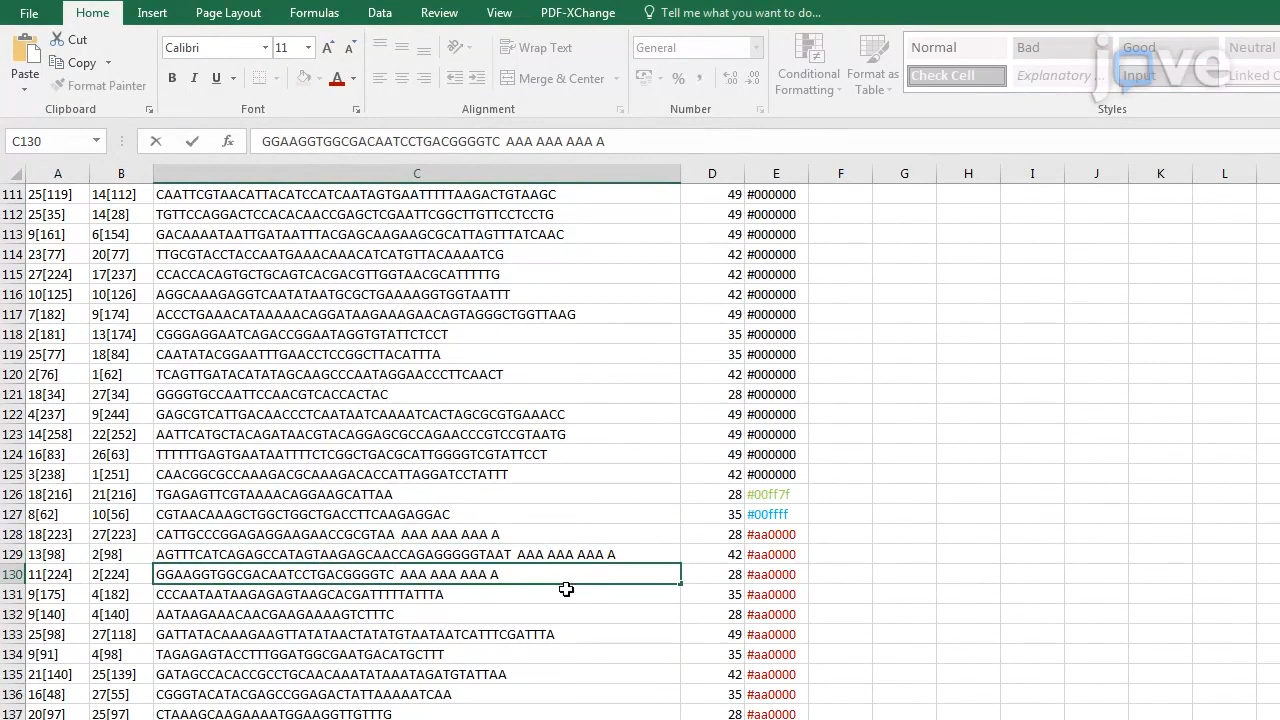 File Home Insert Page Layout Formulas Data Review View PDF-XChange Tell me what you want to do...
Cut Calibri 11 Wrap Text General Normal Bad Good Neutral
Paste Copy B I U Merge & Center % , Conditional Formatting Format as Table Check Cell Explanatory ... Input Linked C
Format Painter
Clipboard Font Alignment Number Styles
jove
C130 fx GGAAGGTGGCGACAATCCTGACGGGGTC AAA AAA AAA A
A B C D E F G H I J K L
111 25[119] 14[112] CAATTCGTAACATTACATCCATCAATAGTGAATTTTTAAGACTGTAAGC 49 #000000
112 25[35] 14[28] TGTTCCAGGACTCCACACAACCGAGCTCGAATTCGGCTTGTTCCTCCTG 49 #000000
113 9[161] 6[154] GACAAAATAATTGATAATTTACGAGCAAGAAGCGCATTAGTTTATCAAC 49 #000000
114 23[77] 20[77] TTGCGTACCTACCAATGAAACAAACATCATGTTACAAAATCG 42 #000000
115 27[224] 17[237] CCACCACAGTGCTGCAGTCACGACGTTGGTAACGCATTTTTG 42 #000000
116 10[125] 10[126] AGGCAAAGAGGTCAATATAATGCGCTGAAAAGGTGGTAATTT 42 #000000
117 7[182] 9[174] ACCCTGAAACATAAAAACAGGATAAGAAAGAACAGTAGGGCTGGTTAAG 49 #000000
118 2[181] 13[174] CGGGAGGAATCAGACCGGAATAGGTGTATTCTCCT 35 #000000
119 25[77] 18[84] CAATATACGGAATTTGAACCTCCGGCTTACATTTA 35 #000000
120 2[76] 1[62] TCAGTTGATACATATAGCAAGCCCAATAGGAACCCTTCAACT 42 #000000
121 18[34] 27[34] GGGGTGCCAATTCCAACGTCACCACTAC 28 #000000
122 4[237] 9[244] GAGCGTCATTGACAACCCTCAATAATCAAAATCACTAGCGCGTGAAACC 49 #000000
123 14[258] 22[252] AATTCATGCTACAGATAACGTACAGGAGCGCCAGAACCCGTCCGTAATG 49 #000000
124 16[83] 26[63] TTTTTTGAGTGAATAATTTTCTCGGCTGACGCATTGGGGTCGTATTCCT 49 #000000
125 3[238] 1[251] CAACGGCGCCAAAGACGCAAAGACACCATTAGGATCCTATTT 42 #000000
126 18[216] 21[216] TGAGAGTTCGTAAAACAGGAAGCATTAA 28 #00ff7f
127 8[62] 10[56] CGTAACAAAGCTGGCTGGCTGACCTTCAAGAGGAC 35 #00ffff
128 18[223] 27[223] CATTGCCCGGAGAGGAAGAACCGCGTAA AAA AAA AAA A 28 #aa0000
129 13[98] 2[98] AGTTTCATCAGAGCCATAGTAAGAGCAACCAGAGGGGGTAAT AAA AAA AAA A 42 #aa0000
130 11[224] 2[224] GGAAGGTGGCGACAATCCTGACGGGGTC AAA AAA AAA A 28 #aa0000
131 9[175] 4[182] CCCAATAATAAGAGAGTAAGCACGATTTTTATTTA 35 #aa0000
132 9[140] 4[140] AATAAGAAACAACGAAGAAAAGTCTTTC 28 #aa0000
133 25[98] 27[118] GATTATACAAAGAAGTTATATAACTATATGTAATAATCATTTCGATTTA 49 #aa0000
134 9[91] 4[98] TAGAGAGTACCTTTGGATGGCGAATGACATGCTTT 35 #aa0000
135 21[140] 25[139] GATAGCCACACCGCCTGCAACAAATATAAATAGATGTATTAA 42 #aa0000
136 16[48] 27[55] CGGGTACATACGAGCCGGAGACTATTAAAAATCAA 35 #aa0000
137 20[97] 25[97] CTAAAGCAAGAAAATGGAAGGTTGTTTG 28 #aa0000